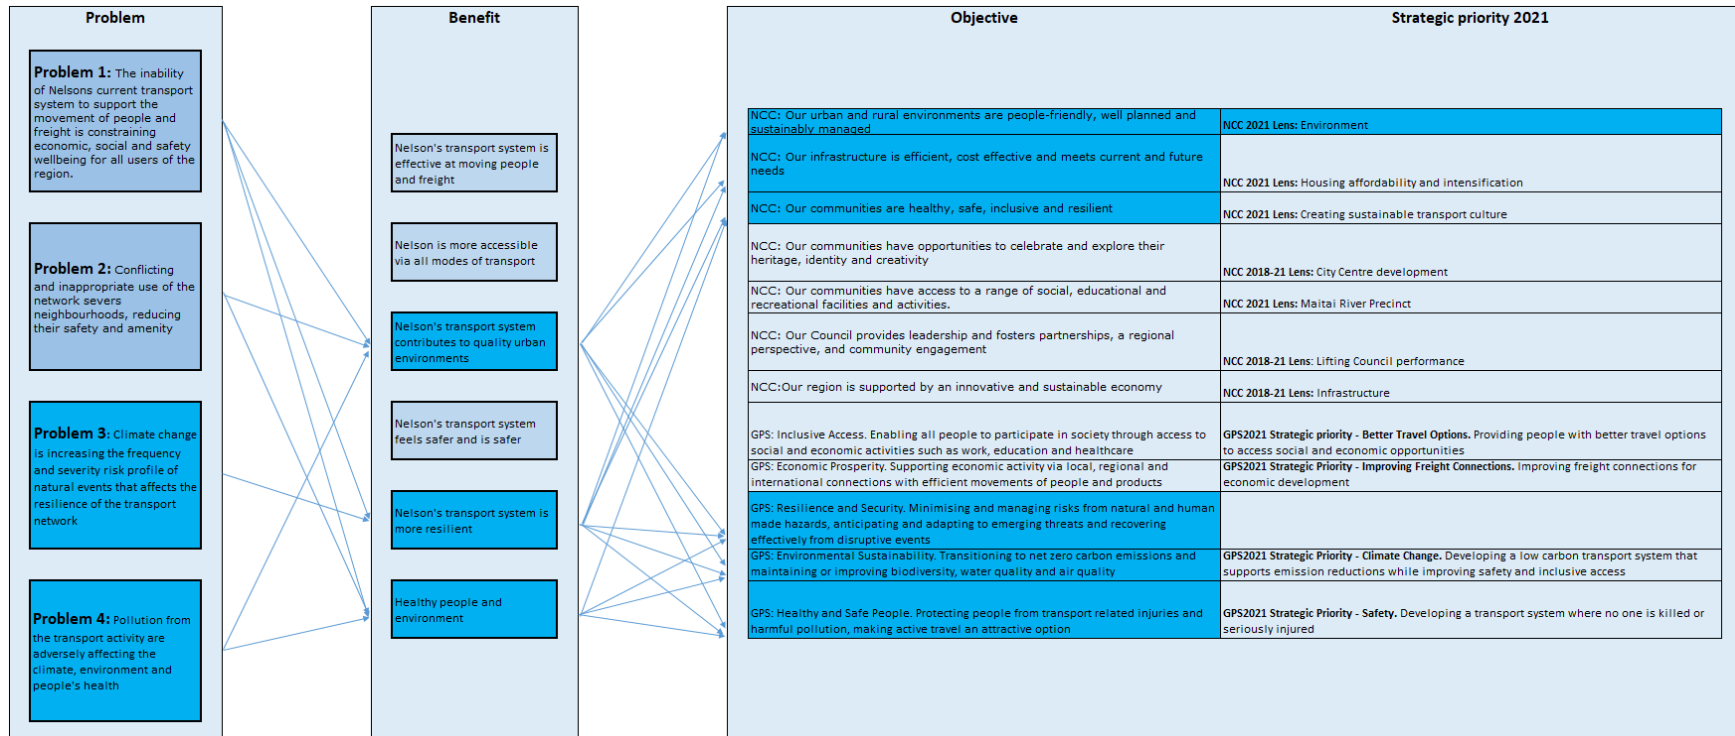 Problem
Benefit
Objective
Strategic priority 2021
Problem 1: The inability
of Nelsons current transport
system to support the
movement of people and
freight is constraining
economic, social and safety
wellbeing for all users of the
region.
Problem 2: Conflicting
and inappropriate use of the
network severs
neighbourhoods, reducing
their safety and amenity
Problem 3: Climate change
is increasing the frequency
and severity risk profile of
natural events that affects the
resilience of the transport
network
Problem 4: Pollution from
the transport activity are
adversely affecting the
climate, environment and
people's health
Nelson's transport system is
effective at moving people
and freight
Nelson is more accessible
via all modes of transport
Nelson's transport system
contributes to quality urban
environments
Nelson's transport system
feels safer and is safer
Nelson's transport system is
more resilient
Healthy people and
environment
NCC: Our urban and rural environments are people-friendly, well planned and
sustainably managed
NCC 2021 Lens: Environment
NCC: Our infrastructure is efficient, cost effective and meets current and future
needs
NCC 2021 Lens: Housing affordability and intensification
NCC: Our communities are healthy, safe, inclusive and resilient
NCC 2021 Lens: Creating sustainable transport culture
NCC: Our communities have opportunities to celebrate and explore their
heritage, identity and creativity
NCC 2018-21 Lens: City Centre development
NCC: Our communities have access to a range of social, educational and
recreational facilities and activities.
NCC 2021 Lens: Maitai River Precinct
NCC: Our Council provides leadership and fosters partnerships, a regional
perspective, and community engagement
NCC 2018-21 Lens: Lifting Council performance
NCC:Our region is supported by an innovative and sustainable economy
NCC 2018-21 Lens: Infrastructure
GPS: Inclusive Access. Enabling all people to participate in society through access to
social and economic activities such as work, education and healthcare
GPS2021 Strategic priority - Better Travel Options. Providing people with better travel options
to access social and economic opportunities
GPS: Economic Prosperity. Supporting economic activity via local, regional and
international connections with efficient movements of people and products
GPS2021 Strategic Priority - Improving Freight Connections. Improving freight connections for
economic development
GPS: Resilience and Security. Minimising and managing risks from natural and human
made hazards, anticipating and adapting to emerging threats and recovering
effectively from disruptive events
GPS: Environmental Sustainability. Transitioning to net zero carbon emissions and
maintaining or improving biodiversity, water quality and air quality
GPS2021 Strategic Priority - Climate Change. Developing a low carbon transport system that
supports emission reductions while improving safety and inclusive access
GPS: Healthy and Safe People. Protecting people from transport related injuries and
harmful pollution, making active travel an attractive option
GPS2021 Strategic Priority - Safety. Developing a transport system where no one is killed or
seriously injured